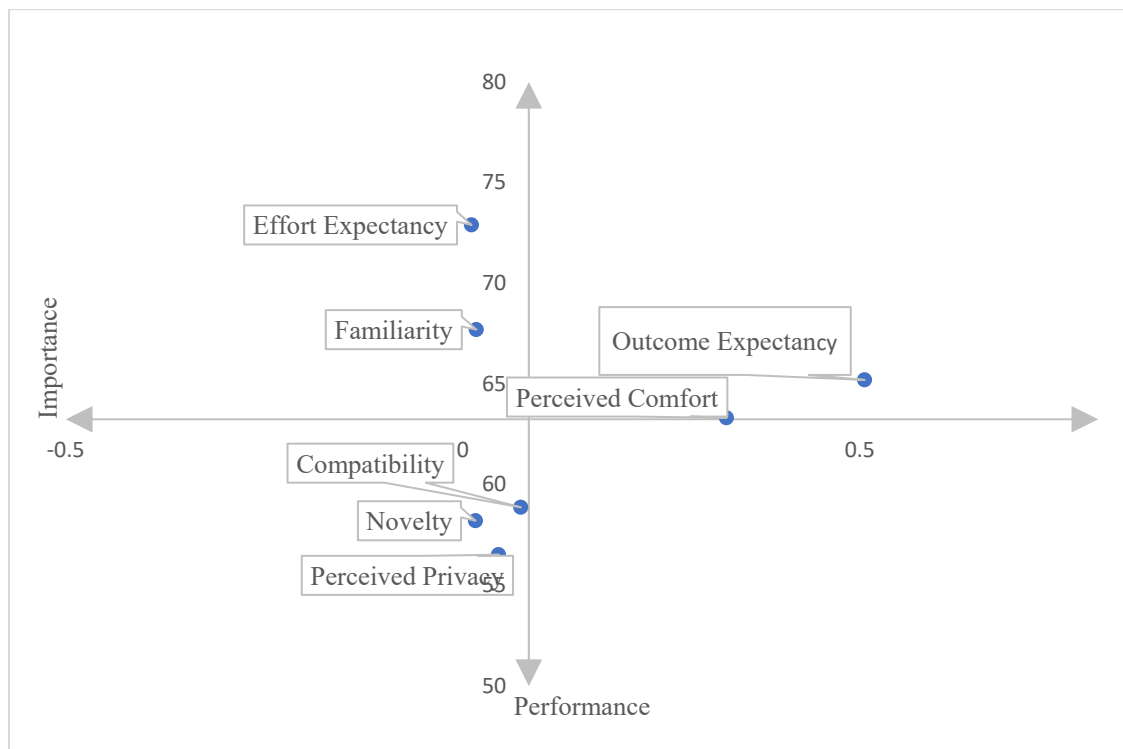 80
75
Effort Expectancy
70
Familiarity
Outcome Expectancy
65
Perceived Comfort
Importance
-0.5
0
0.5
Compatibility
60
Novelty
Perceived Privacy
55
50
Performance